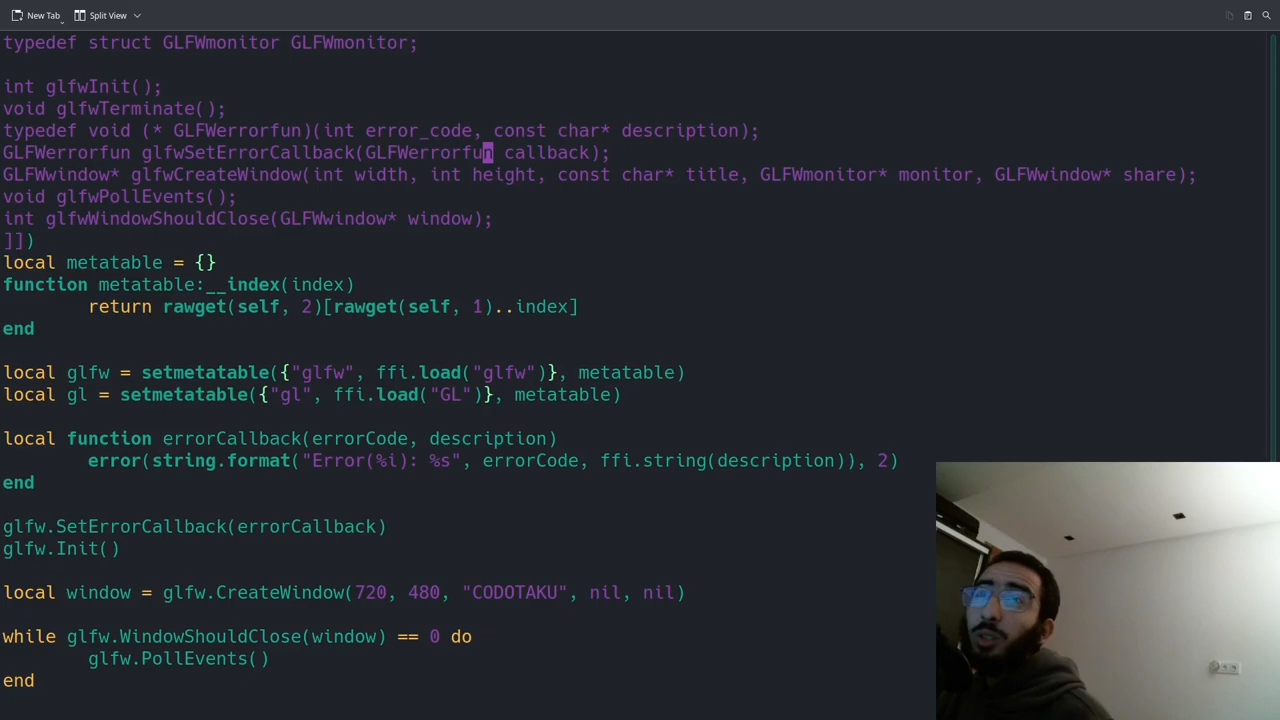 New Tab Split View
typedef struct GLFWmonitor GLFWmonitor;
int glfwInit();
void glfwTerminate();
typedef void (* GLFWerrorfun)(int error_code, const char* description);
GLFWerrorfun glfwSetErrorCallback(GLFWerrorfun callback);
GLFWwindow* glfwCreateWindow(int width, int height, const char* title, GLFWmonitor* monitor, GLFWwindow* share);
void glfwPollEvents();
int glfwWindowShouldClose(GLFWwindow* window);
]])
local metatable = {}
function metatable:__index(index)
        return rawget(self, 2)[rawget(self, 1)..index]
end
local glfw = setmetatable({"glfw", ffi.load("glfw")}, metatable)
local gl = setmetatable({"gl", ffi.load("GL")}, metatable)
local function errorCallback(errorCode, description)
        error(string.format("Error(%i): %s", errorCode, ffi.string(description)), 2)
end
glfw.SetErrorCallback(errorCallback)
glfw.Init()
local window = glfw.CreateWindow(720, 480, "CODOTAKU", nil, nil)
while glfw.WindowShouldClose(window) == 0 do
        glfw.PollEvents()
end